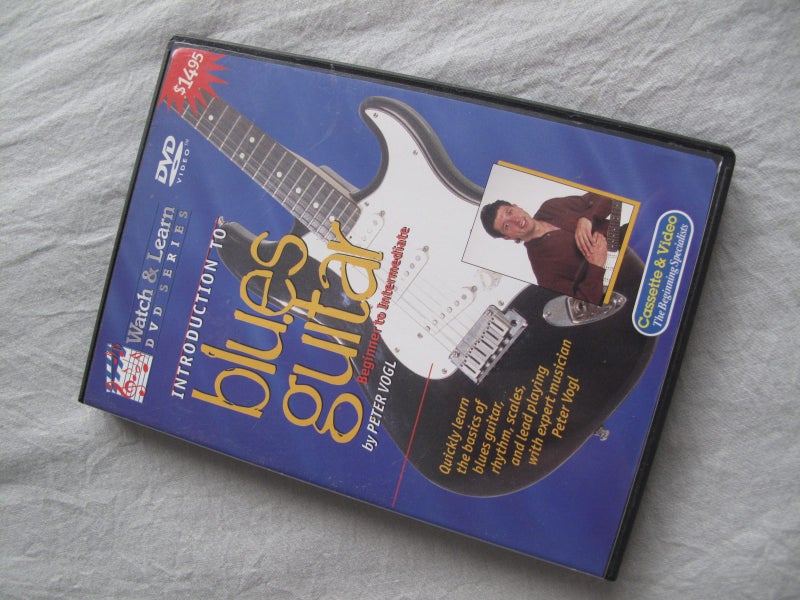 Watch & Learn
DVD SERIES
DVD
VIDEO™
$14.95
INTRODUCTION TO
blues
guitar
Beginner to Intermediate
by PETER VOGL
Quickly learn
the basics of
blues guitar,
rhythm, scales,
and lead playing
with expert musician
Peter Vogl
Cassette & Video
The Beginning Specialists